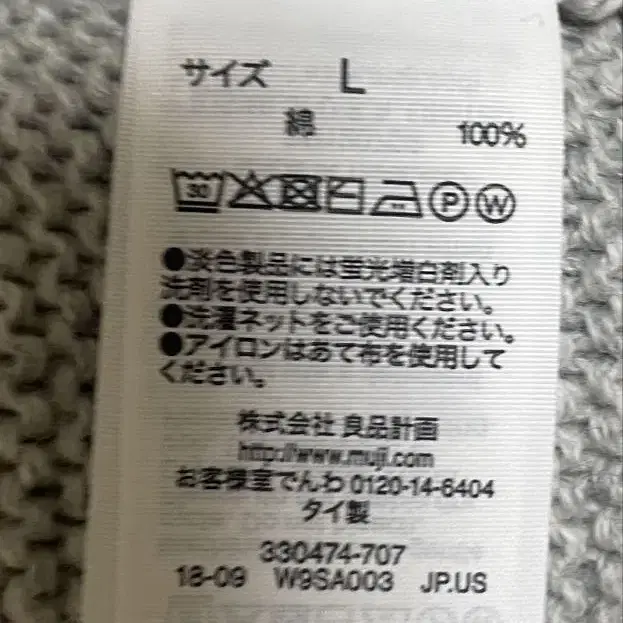 サイズ L
綿 100%
30 P W
●淡色製品には蛍光増白剤入り
洗剤を使用しないでください。
●洗濯ネットをご使用ください。
●アイロンはあて布を使用して
ください。
株式会社 良品計画
http://www.muji.com
お客様室でんわ 0120-14-6404
タイ製
330474-707
18-09 W9SA003 JP.US